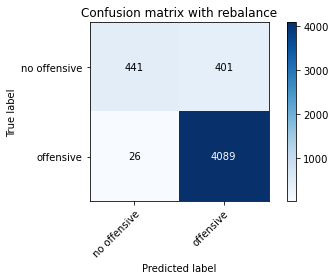 Confusion matrix with rebalance
True label
no offensive
offensive
441
401
26
4089
no offensive
offensive
Predicted label
4000
3000
2000
1000